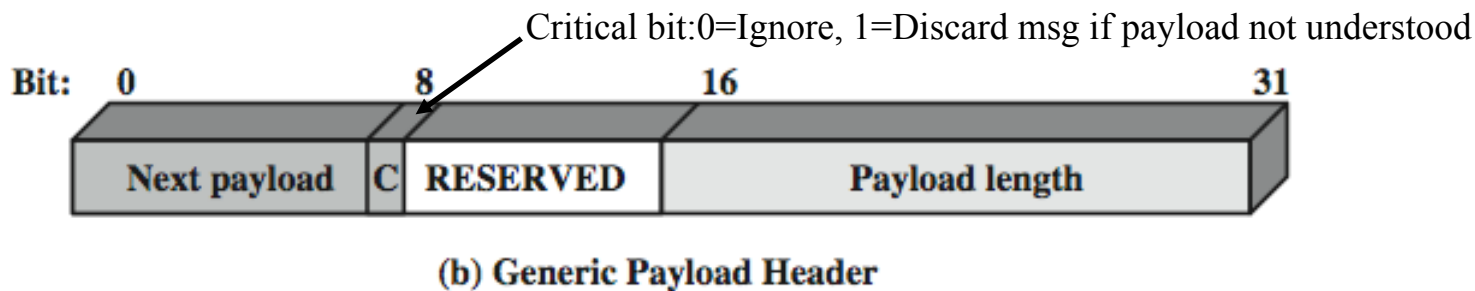 Critical bit:0=Ignore, 1=Discard msg if payload not understood
Bit: 0 8 16 31
Next payload C RESERVED Payload length
(b) Generic Payload Header